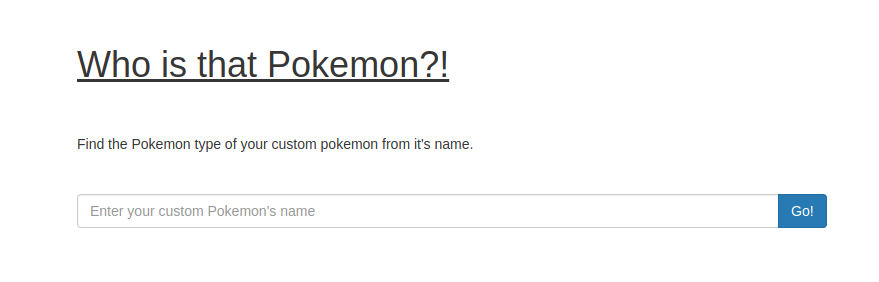 Who is that Pokemon?!
Find the Pokemon type of your custom pokemon from it's name.
Enter your custom Pokemon's name Go!